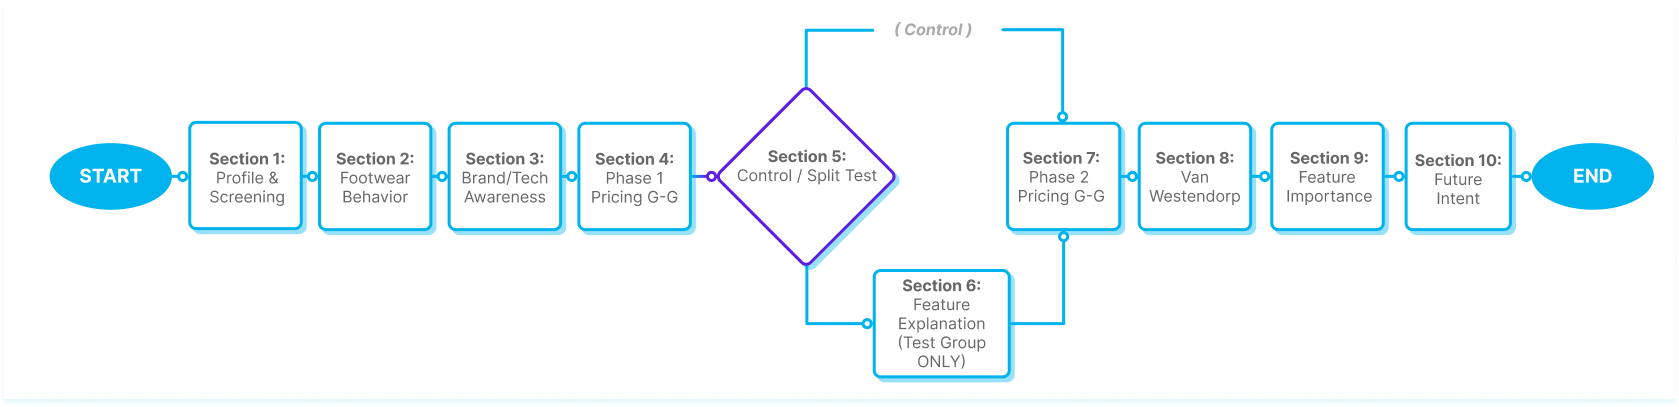 START
Section 1:
Profile &
Screening
Section 2:
Footwear
Behavior
Section 3:
Brand/Tech
Awareness
Section 4:
Phase 1
Pricing G-G
Section 5:
Control / Split Test
( Control )
Section 6:
Feature
Explanation
(Test Group
ONLY)
Section 7:
Phase 2
Pricing G-G
Section 8:
Van
Westendorp
Section 9:
Feature
Importance
Section 10:
Future
Intent
END